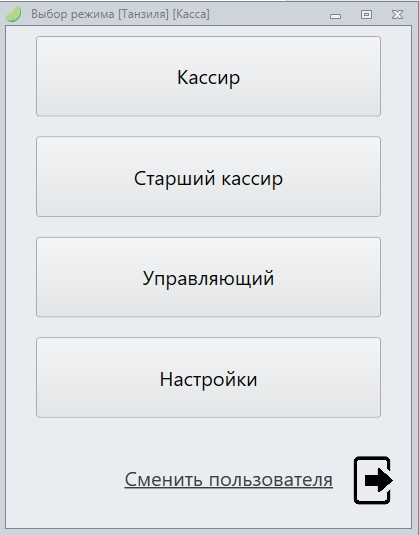 Выбор режима [Танзиля] [Касса]
Кассир
Старший кассир
Управляющий
Настройки
Сменить пользователя